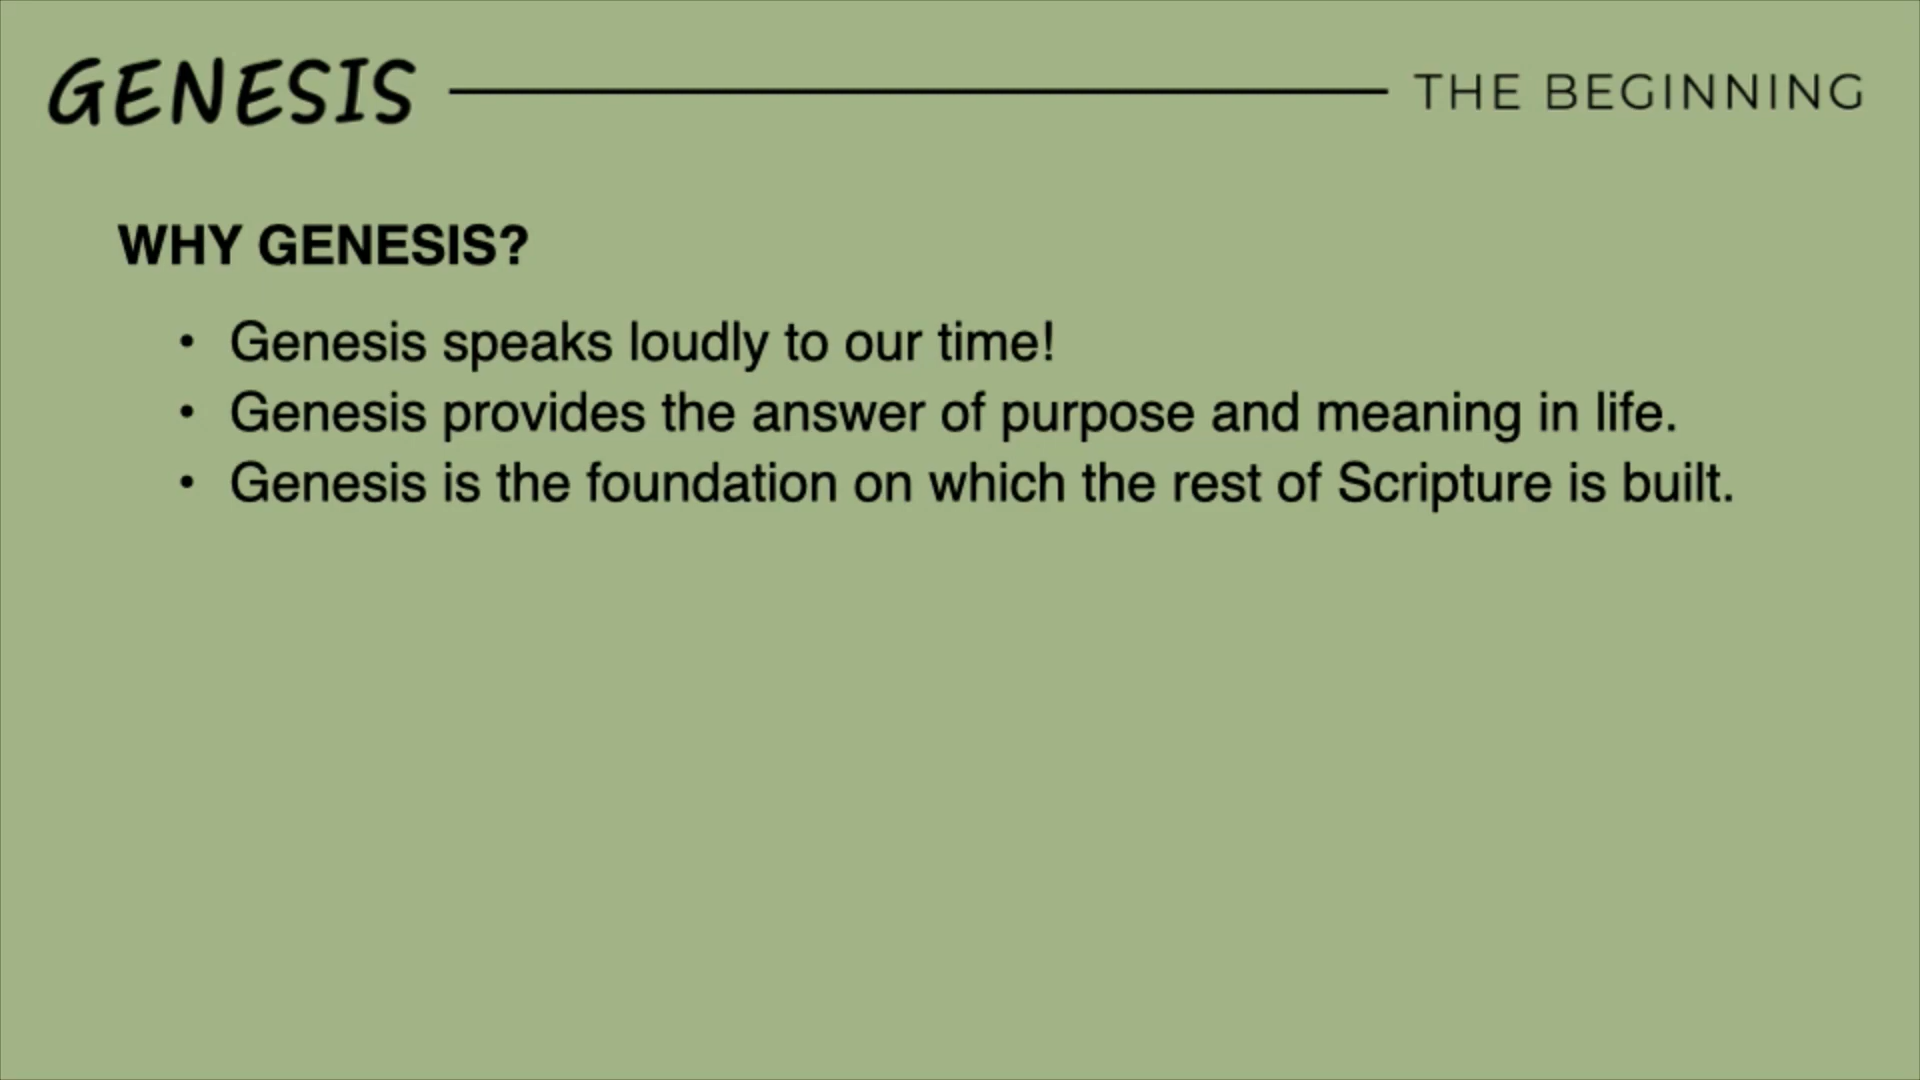 GENESIS THE BEGINNING
WHY GENESIS?
• Genesis speaks loudly to our time!
• Genesis provides the answer of purpose and meaning in life.
• Genesis is the foundation on which the rest of Scripture is built.